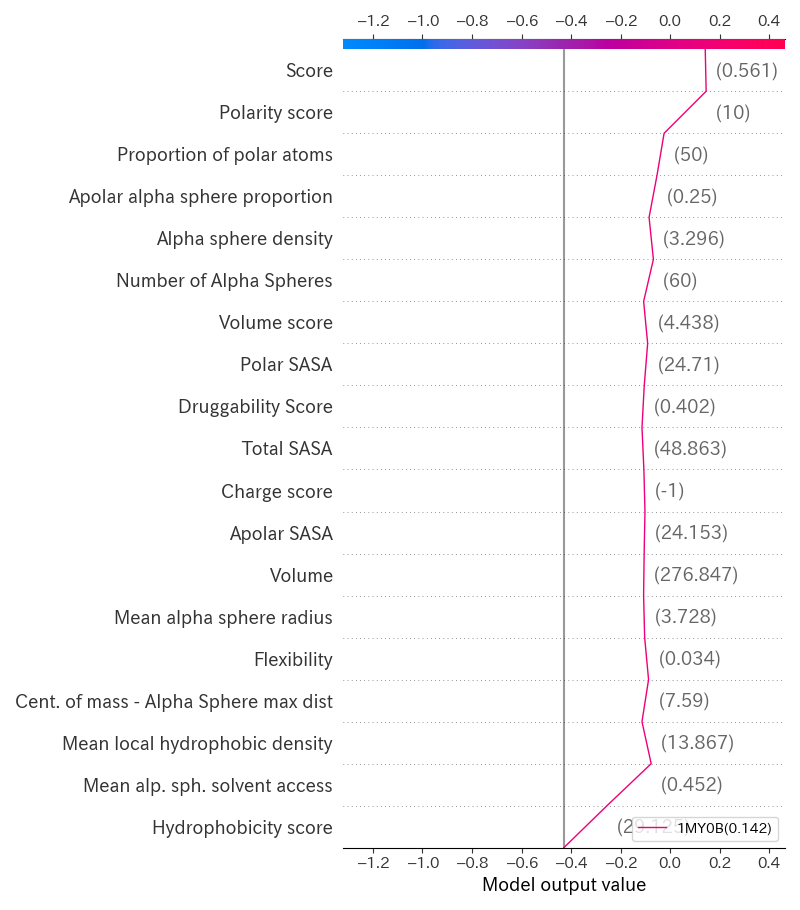 −1.2 −1.0 −0.8 −0.6 −0.4 −0.2 0.0 0.2 0.4
Score (0.561)
Polarity score (10)
Proportion of polar atoms (50)
Apolar alpha sphere proportion (0.25)
Alpha sphere density (3.296)
Number of Alpha Spheres (60)
Volume score (4.438)
Polar SASA (24.71)
Druggability Score (0.402)
Total SASA (48.863)
Charge score (-1)
Apolar SASA (24.153)
Volume (276.847)
Mean alpha sphere radius (3.728)
Flexibility (0.034)
Cent. of mass - Alpha Sphere max dist (7.59)
Mean local hydrophobic density (13.867)
Mean alp. sph. solvent access (0.452)
Hydrophobicity score 1MY0B(0.142)
−1.2 −1.0 −0.8 −0.6 −0.4 −0.2 0.0 0.2 0.4
Model output value